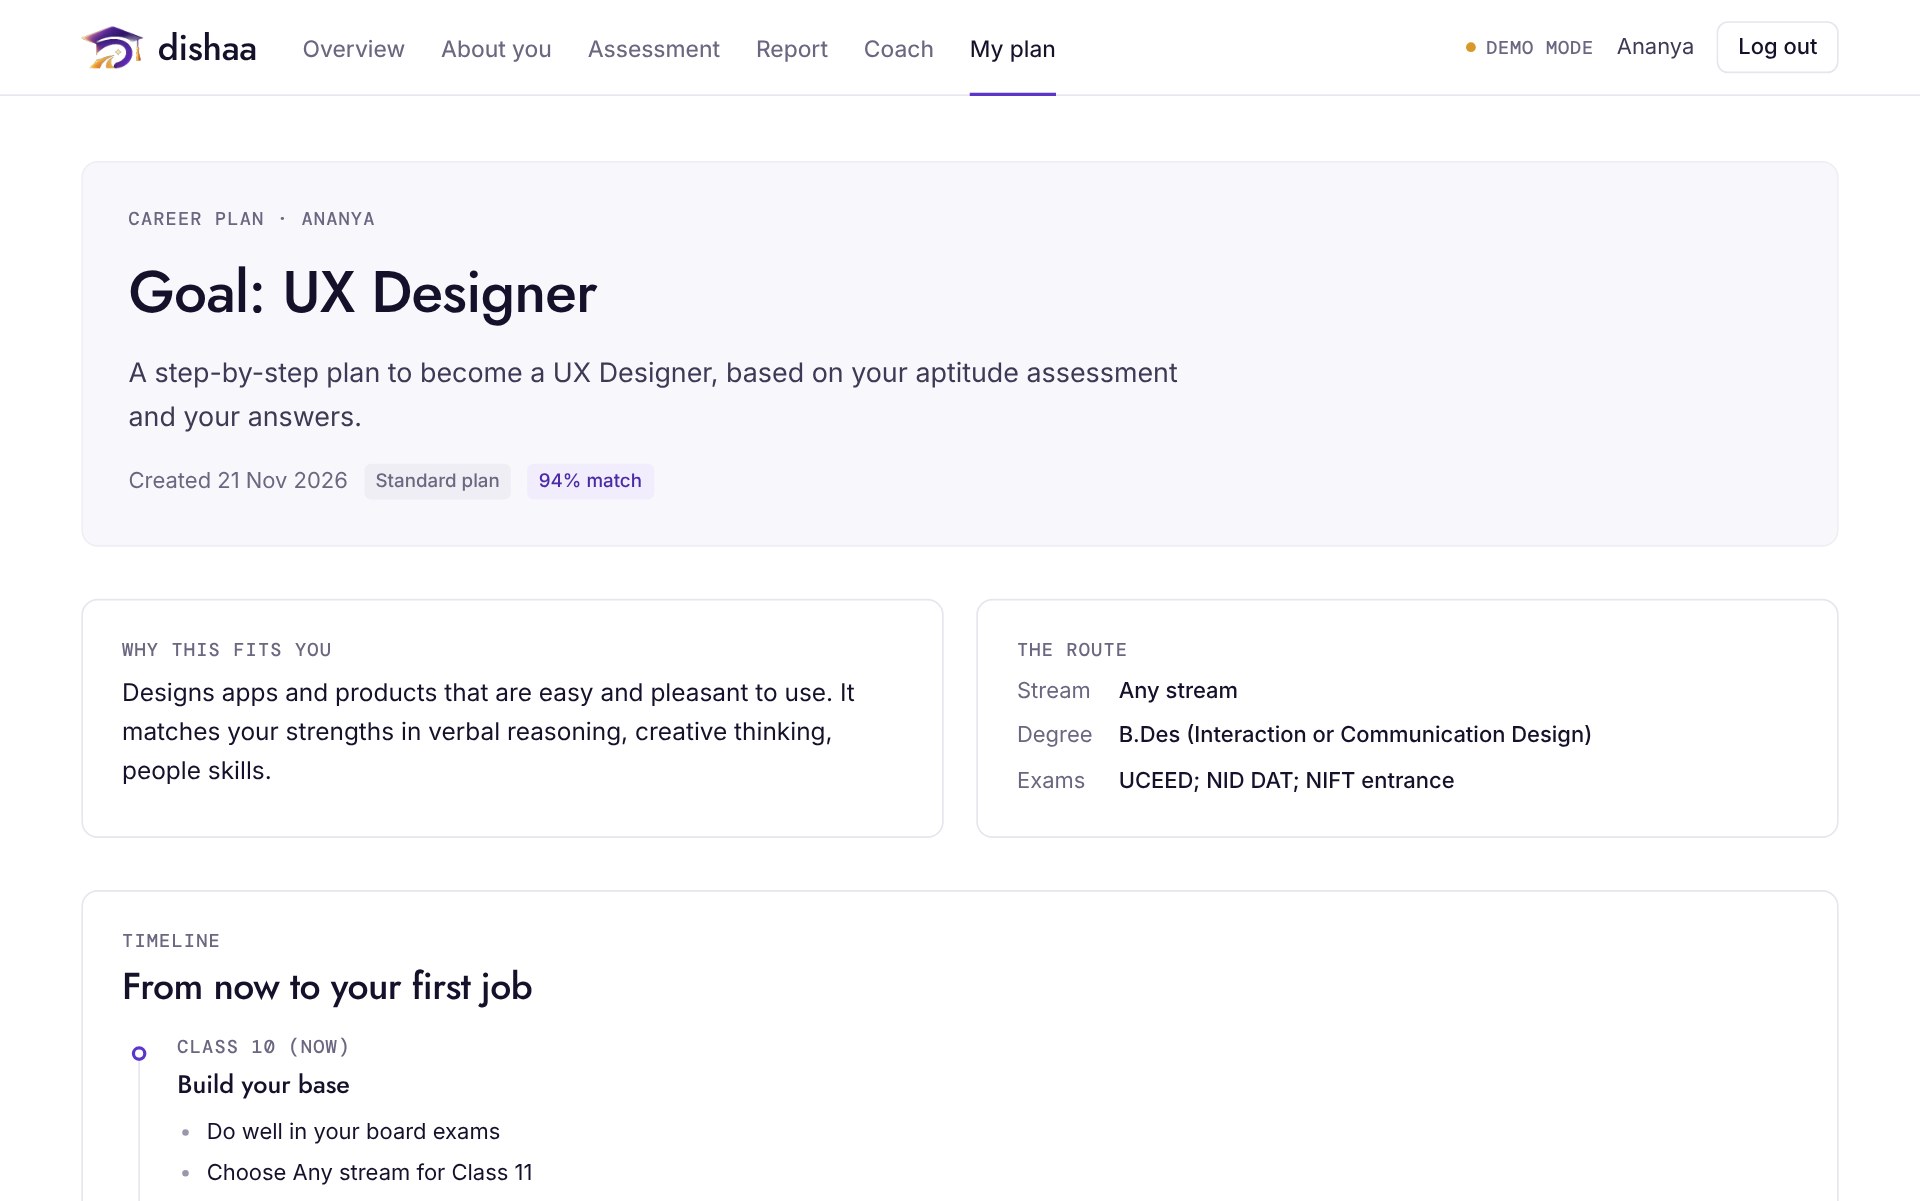 dishaa
Overview
About you
Assessment
Report
Coach
My plan
DEMO MODE
Ananya
Log out
CAREER PLAN · ANANYA
Goal: UX Designer
A step-by-step plan to become a UX Designer, based on your aptitude assessment
and your answers.
Created 21 Nov 2026
Standard plan
94% match
WHY THIS FITS YOU
Designs apps and products that are easy and pleasant to use. It
matches your strengths in verbal reasoning, creative thinking,
people skills.
THE ROUTE
Stream Any stream
Degree B.Des (Interaction or Communication Design)
Exams UCEED; NID DAT; NIFT entrance
TIMELINE
From now to your first job
CLASS 10 (NOW)
Build your base
• Do well in your board exams
• Choose Any stream for Class 11